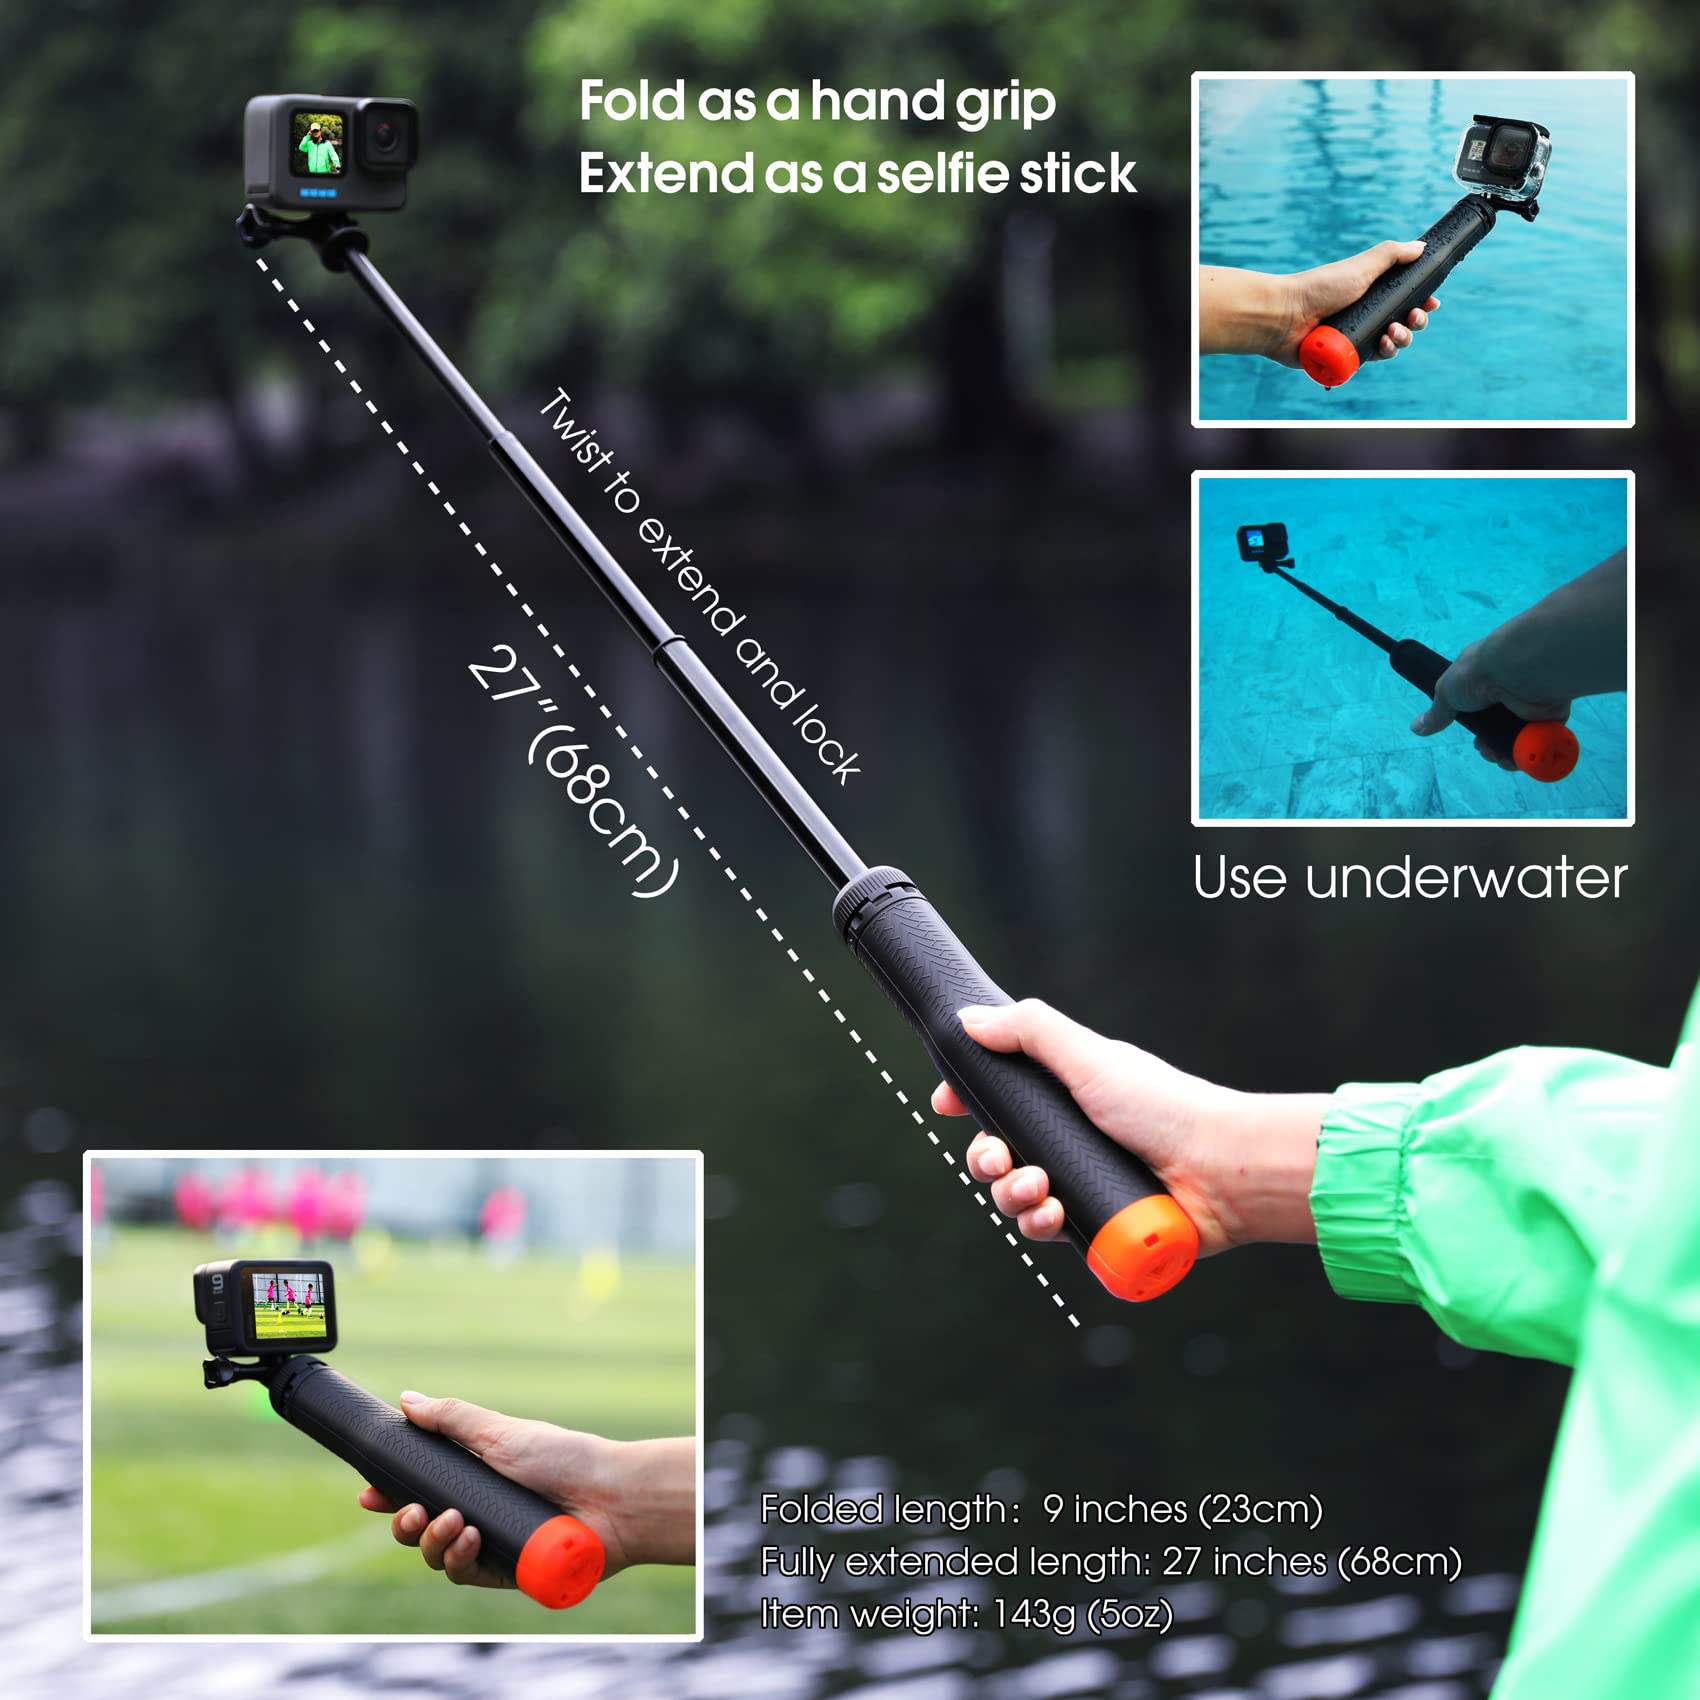 Fold as a hand grip
Extend as a selfie stick
Twist to extend and lock
27"(68cm)
Use underwater
9
Folded length: 9 inches (23cm)
Fully extended length: 27 inches (68cm)
Item weight: 143g (5oz)